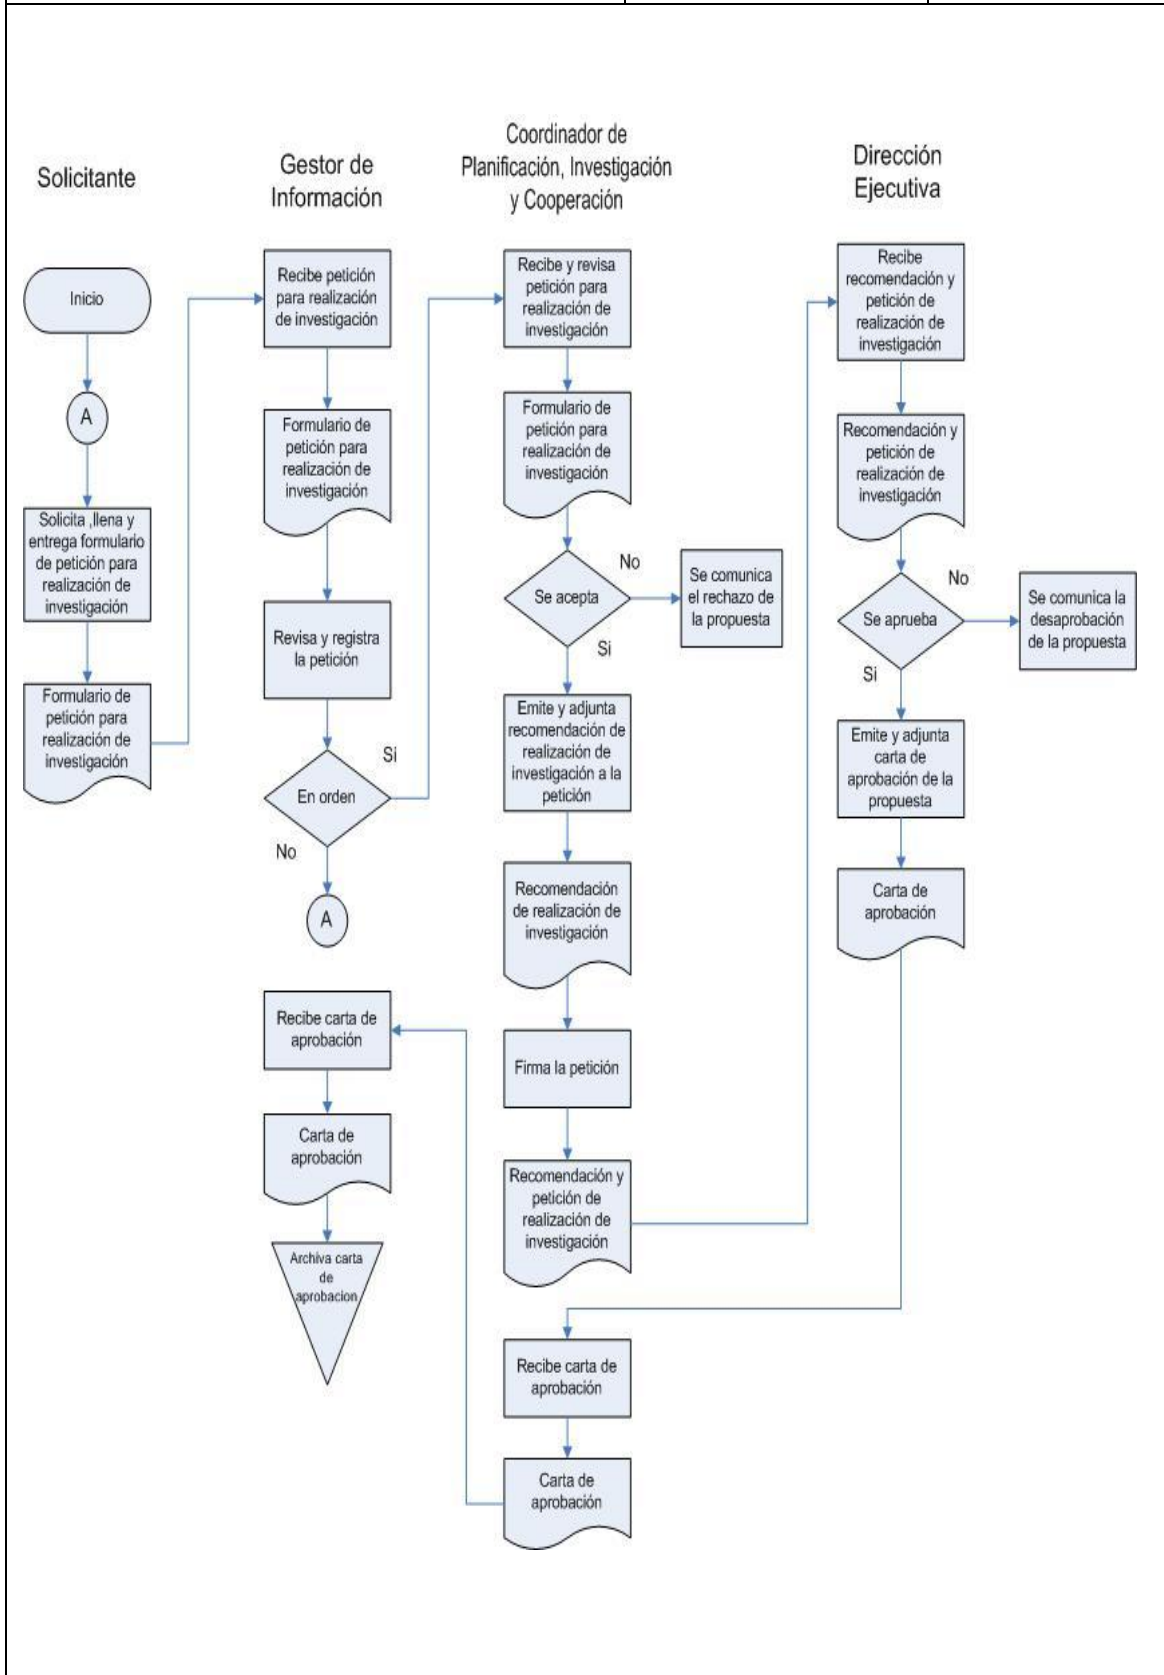 Solicitante
Inicio
A
Solicita ,llena y
entrega formulario
de petición para
realización de
investigación
Formulario de
petición para
realización de
investigación
Gestor de
Información
Recibe petición
para realización
de investigación
Formulario de
petición para
realización de
investigación
Revisa y registra
la petición
En orden
Si
No
A
Recibe carta de
aprobación
Carta de
aprobación
Archiva carta
de
aprobacion
Coordinador de
Planificación, Investigación
y Cooperación
Recibe y revisa
petición para
realización de
investigación
Formulario de
petición para
realización de
investigación
Se acepta
No
Se comunica
el rechazo de
la propuesta
Si
Emite y adjunta
recomendación de
realización de
investigación a la
petición
Recomendación
de realización de
investigación
Firma la petición
Recomendación y
petición de
realización de
investigación
Recibe carta de
aprobación
Carta de
aprobación
Dirección
Ejecutiva
Recibe
recomendación y
petición de
realización de
investigación
Recomendación y
petición de
realización de
investigación
Se aprueba
No
Se comunica la
desaprobación
de la propuesta
Si
Emite y adjunta
carta de
aprobación de la
propuesta
Carta de
aprobación